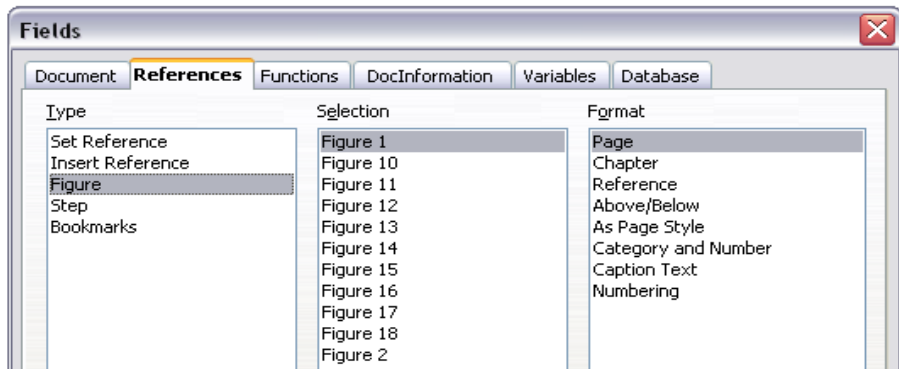 Fields
Document References Functions DocInformation Variables Database
Type
Set Reference
Insert Reference
Figure
Step
Bookmarks
Selection
Figure 1
Figure 10
Figure 11
Figure 12
Figure 13
Figure 14
Figure 15
Figure 16
Figure 17
Figure 18
Figure 2
Format
Page
Chapter
Reference
Above/Below
As Page Style
Category and Number
Caption Text
Numbering